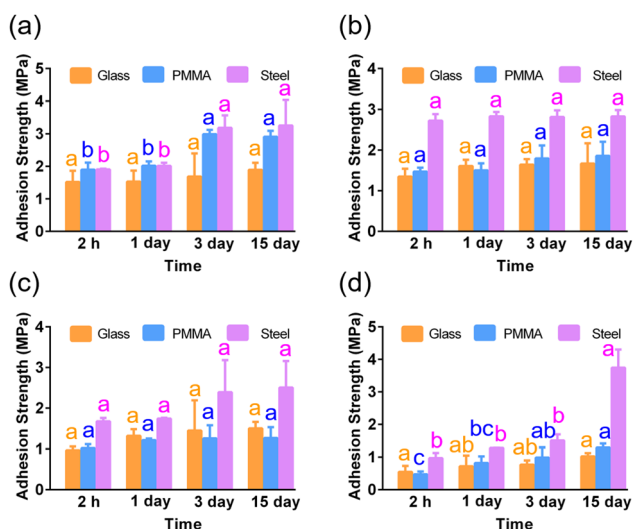 (a)
Glass PMMA Steel
Adhesion Strength (MPa)
5
4
3
2
1
0
a b b
a b b
a a a
a a a
2 h 1 day 3 day 15 day
Time
(b)
Glass PMMA Steel
Adhesion Strength (MPa)
4
3
2
1
0
a a a
a a a
a a a
a a a
2 h 1 day 3 day 15 day
Time
(c)
Glass PMMA Steel
Adhesion Strength (MPa)
4
3
2
1
0
a a a
a a a
a a a
a a a
2 h 1 day 3 day 15 day
Time
(d)
Glass PMMA Steel
Adhesion Strength (MPa)
5
4
3
2
1
0
a c b
ab bc b
ab ab b
a a a
2 h 1 day 3 day 15 day
Time